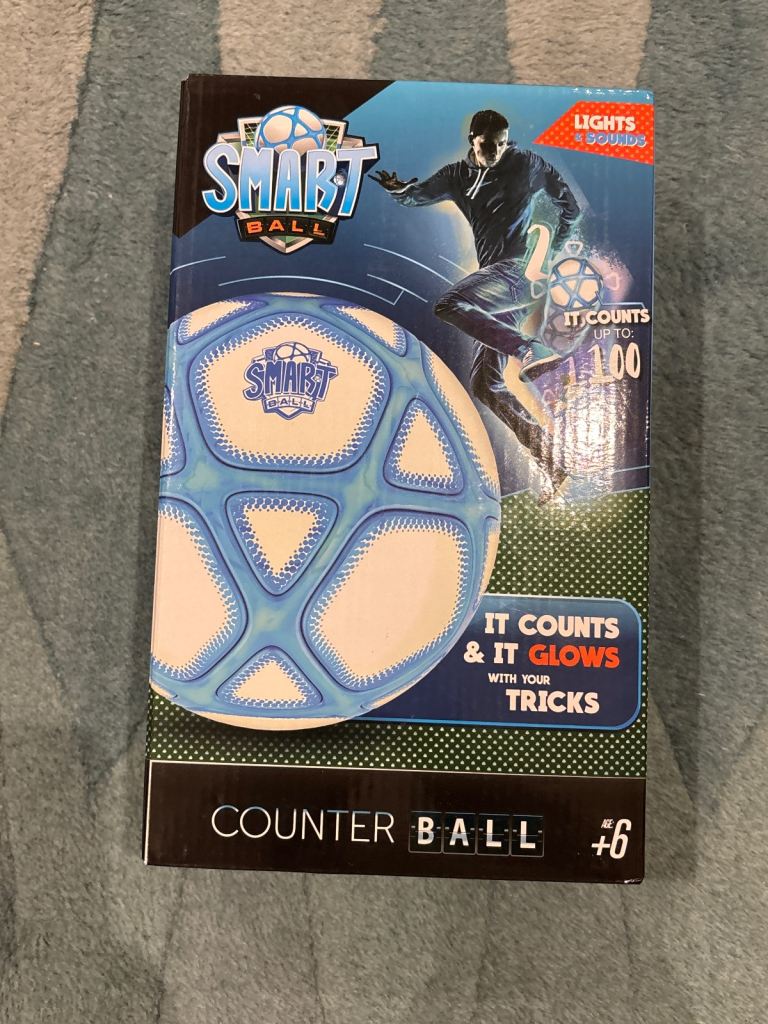 SMART
BALL
LIGHTS
& SOUNDS
IT COUNTS
UP TO:
100
SMART
BALL
IT COUNTS
& IT GLOWS
WITH YOUR
TRICKS
COUNTER BALL
AGE:
+6